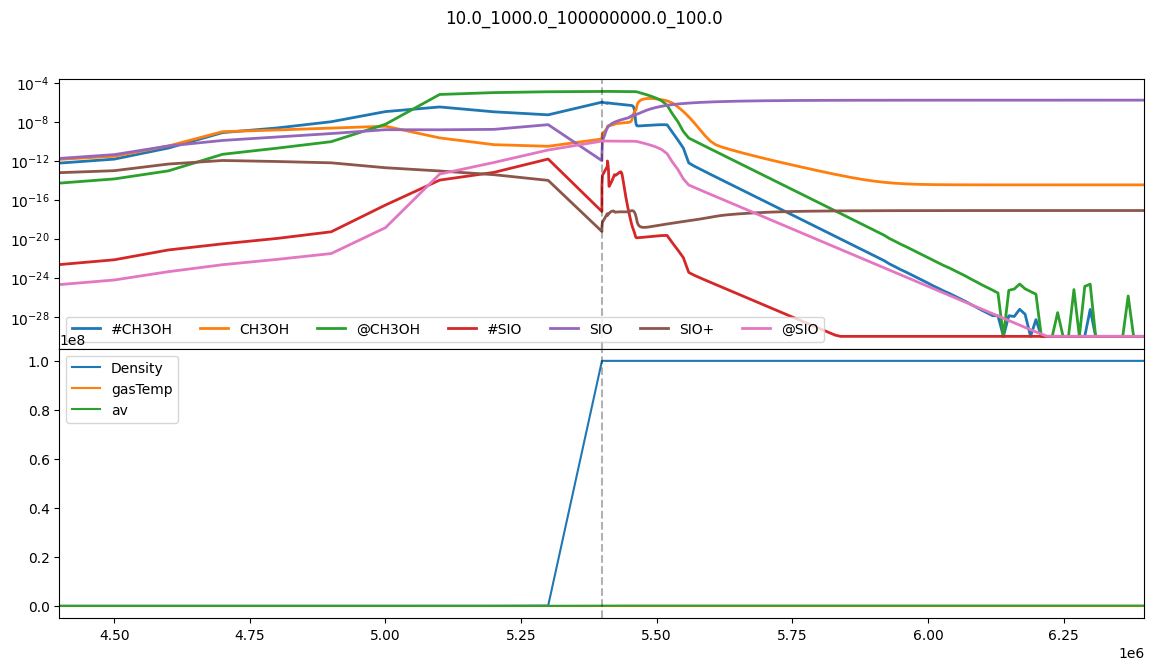 10.0_1000.0_100000000.0_100.0
10⁻⁴
10⁻⁸
10⁻¹²
10⁻¹⁶
10⁻²⁰
10⁻²⁴
10⁻²⁸
#CH3OH CH3OH @CH3OH #SIO SIO SIO+ @SIO
1e8
Density
gasTemp
av
1.0
0.8
0.6
0.4
0.2
0.0
4.50 4.75 5.00 5.25 5.50 5.75 6.00 6.25
1e6